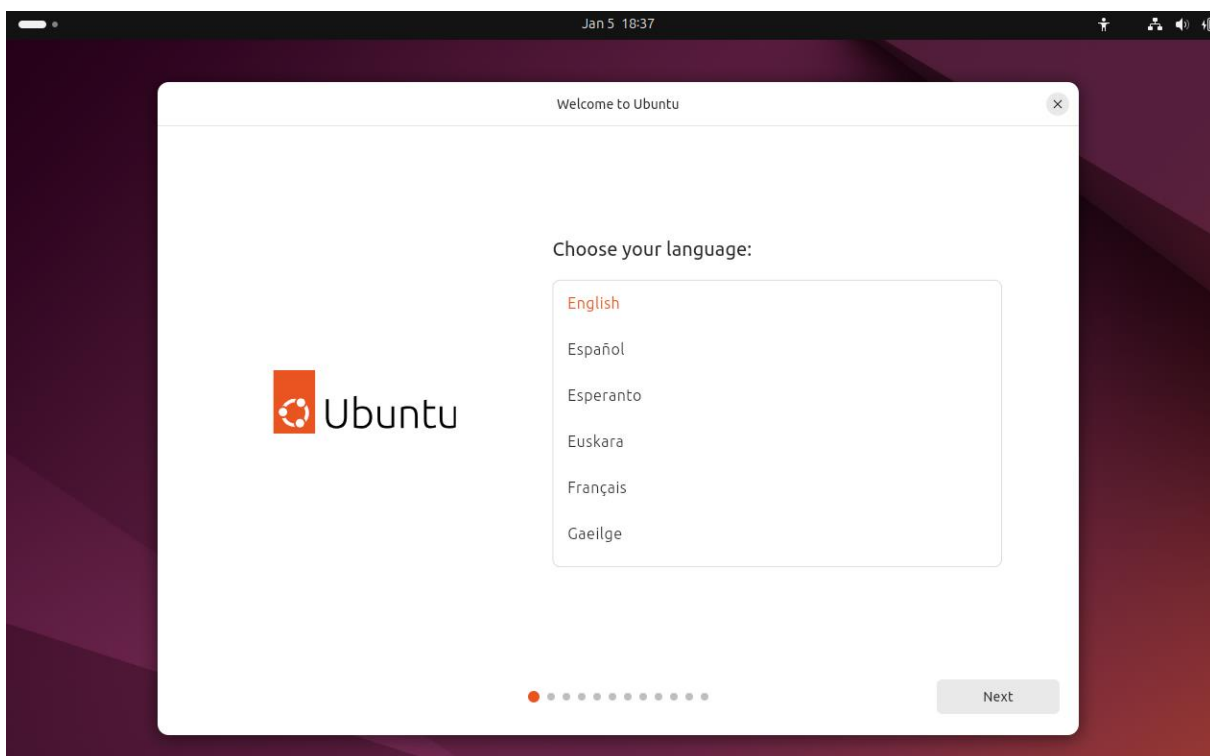 Jan 5 18:37
Welcome to Ubuntu
Choose your language:
English
Español
Esperanto
Euskara
Français
Gaeilge
Ubuntu
Next